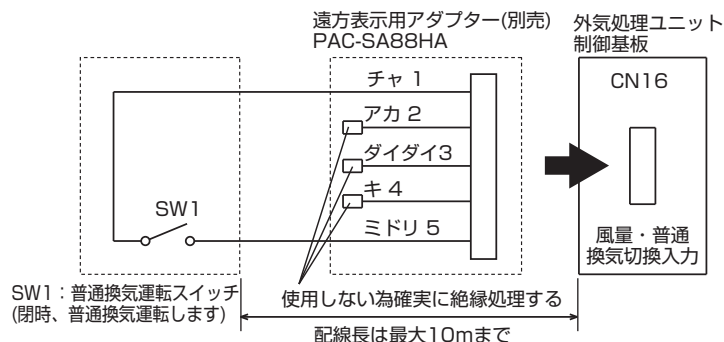 遠方表示用アダプター(別売)
PAC-SA88HA
外気処理ユニット
制御基板
チャ 1
アカ 2
ダイダイ3
キ 4
ミドリ 5
CN16
風量・普通
換気切換入力
SW1
SW1：普通換気運転スイッチ
(閉時、普通換気運転します)
使用しない為確実に絶縁処理する
配線長は最大10mまで